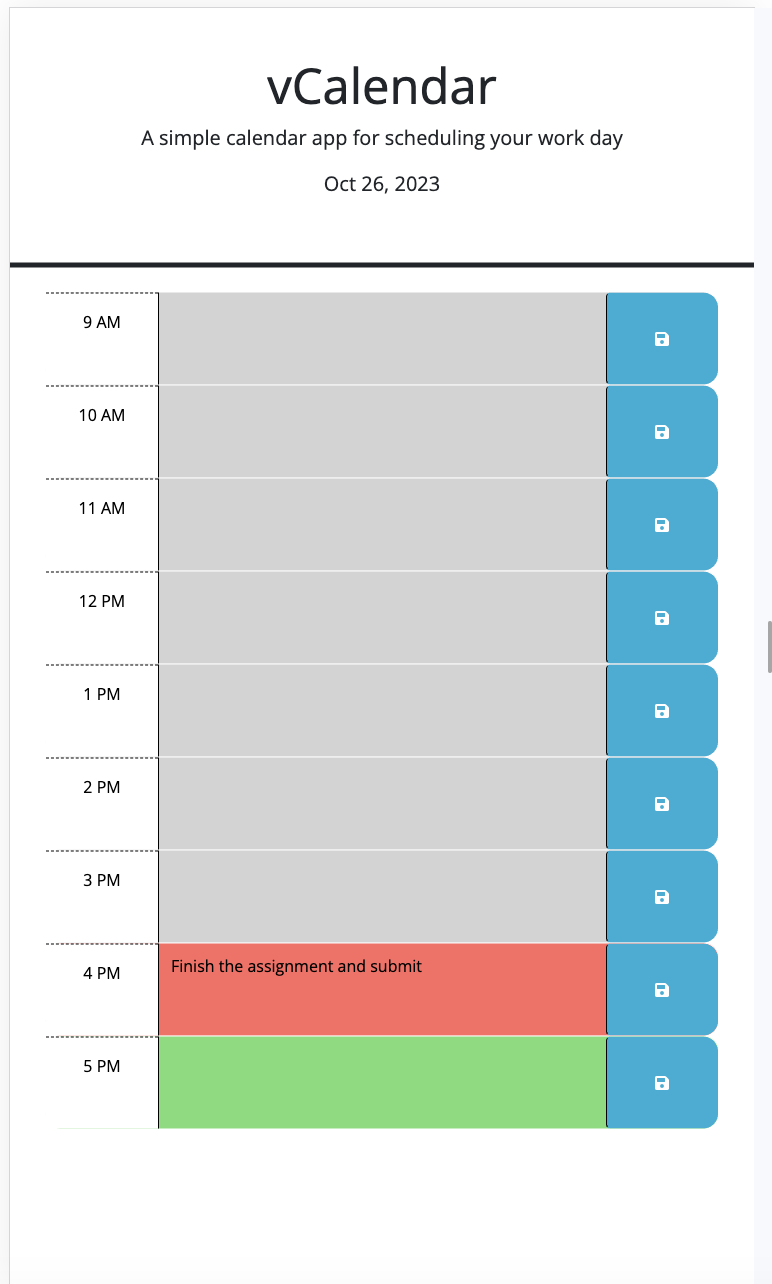 vCalendar
A simple calendar app for scheduling your work day
Oct 26, 2023
9 AM
10 AM
11 AM
12 PM
1 PM
2 PM
3 PM
4 PM
Finish the assignment and submit
5 PM